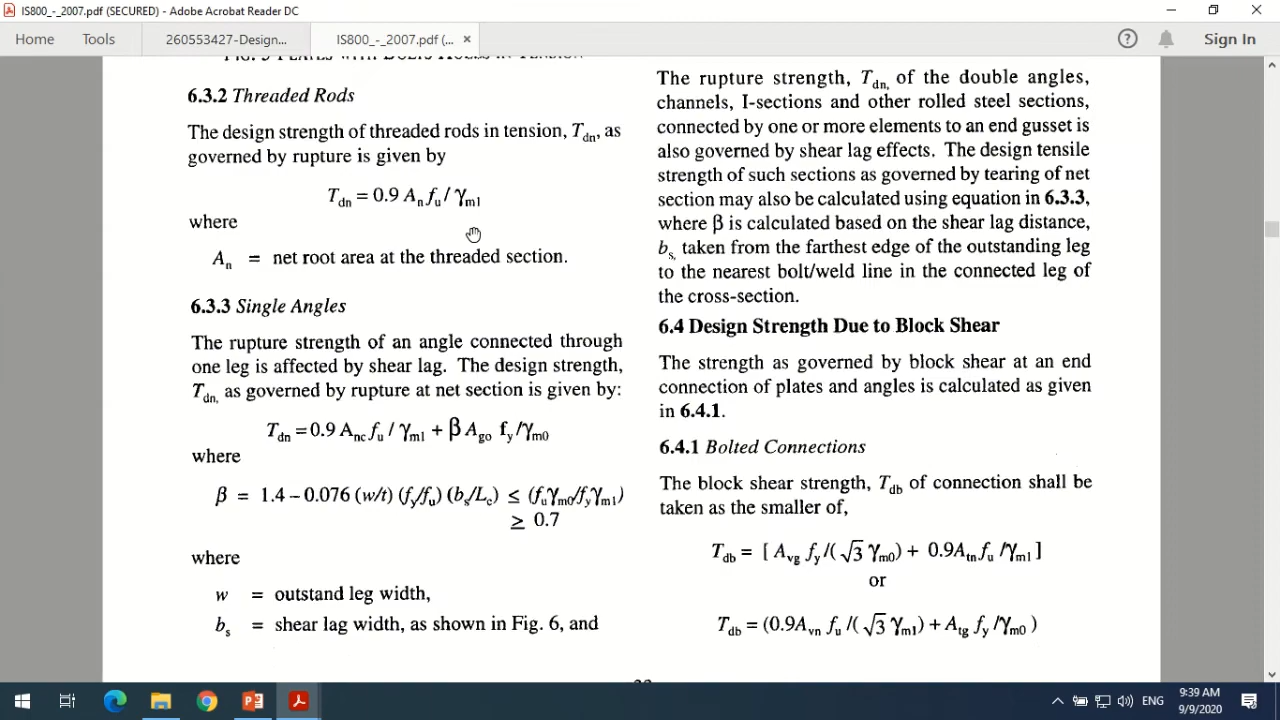 IS800_-_2007.pdf (SECURED) - Adobe Acrobat Reader DC
Home Tools 260553427-Design... IS800_-_2007.pdf (... × Sign In
FIG. 5 PLATES WITH BOLTS HOLES IN TENSION
6.3.2 Threaded Rods
The design strength of threaded rods in tension, Tdn, as
governed by rupture is given by
Tdn = 0.9 An fu / γm1
where
An = net root area at the threaded section.
6.3.3 Single Angles
The rupture strength of an angle connected through
one leg is affected by shear lag. The design strength,
Tdn, as governed by rupture at net section is given by:
Tdn = 0.9 Anc fu / γm1 + β Ago fy /γm0
where
β = 1.4 – 0.076 (w/t) (fy/fu) (bs/Lc) ≤ (fuγm0/fyγm1)
≥ 0.7
where
w = outstand leg width,
bs = shear lag width, as shown in Fig. 6, and
The rupture strength, Tdn, of the double angles,
channels, I-sections and other rolled steel sections,
connected by one or more elements to an end gusset is
also governed by shear lag effects. The design tensile
strength of such sections as governed by tearing of net
section may also be calculated using equation in 6.3.3,
where β is calculated based on the shear lag distance,
bs, taken from the farthest edge of the outstanding leg
to the nearest bolt/weld line in the connected leg of
the cross-section.
6.4 Design Strength Due to Block Shear
The strength as governed by block shear at an end
connection of plates and angles is calculated as given
in 6.4.1.
6.4.1 Bolted Connections
The block shear strength, Tdb of connection shall be
taken as the smaller of,
Tdb = [ Avg fy /( √3 γm0) + 0.9Atn fu /γm1 ]
or
Tdb = (0.9Avn fu /( √3 γm1) + Atg fy /γm0 )
ENG
9:39 AM
9/9/2020